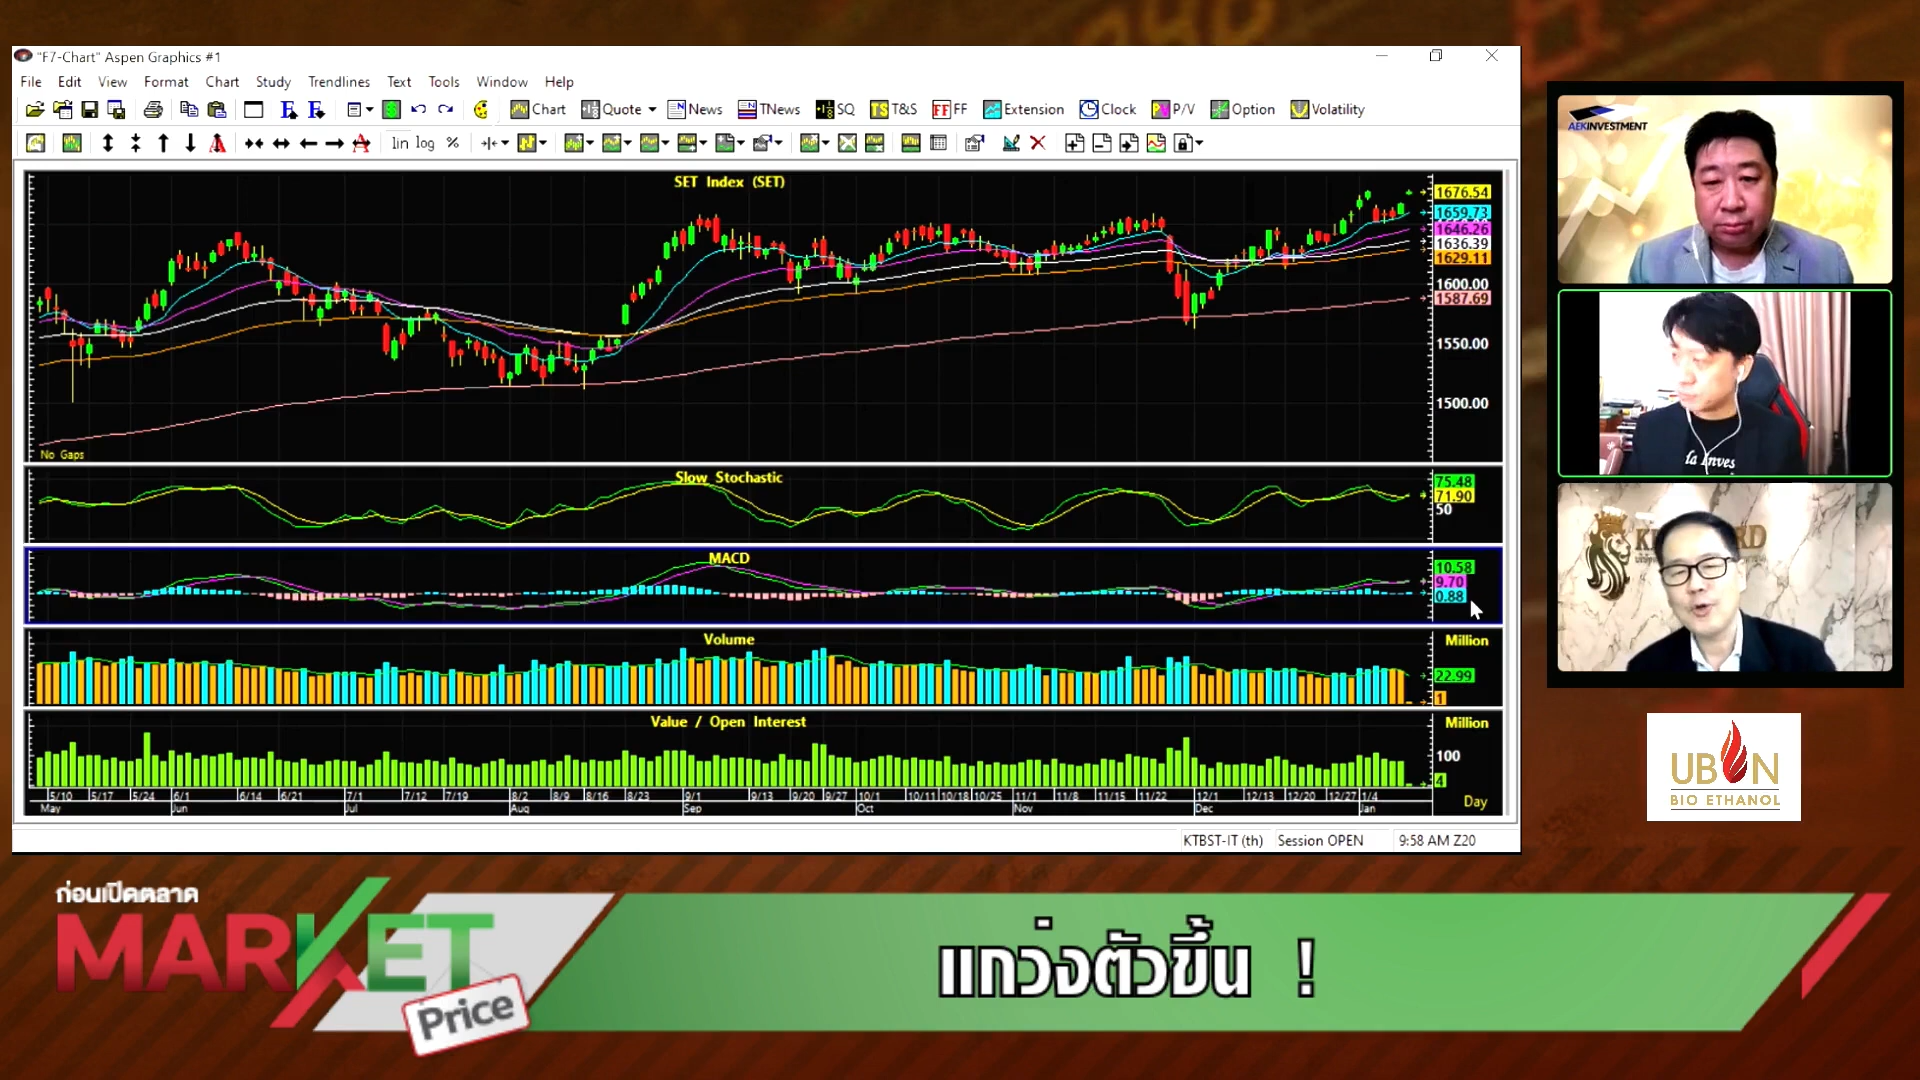 "F7-Chart" Aspen Graphics #1
File Edit View Format Chart Study Trendlines Text Tools Window Help
Chart Quote News TNews SQ T&S FF Extension Clock P/V Option Volatility
lin log %
SET Index (SET)
1676.54
1659.73
1646.26
1636.39
1629.11
1600.00
1587.69
1550.00
1500.00
No Gaps
Slow Stochastic
75.48
71.90
50
MACD
10.58
9.70
0.88
Volume
Million
22.99
1
Value / Open Interest
Million
100
4
5/10 5/17 5/24 6/1 6/14 6/21 7/1 7/12 7/19 8/2 8/9 8/16 8/23 9/1 9/13 9/20 9/27 10/1 10/11 10/18 10/25 11/1 11/8 11/15 11/22 12/1 12/13 12/20 12/27 1/4
May Jun Jul Aug Sep Oct Nov Dec Jan
Day
KTBST-IT (th) Session OPEN 9:58 AM Z20
AEKINVESTMENT
la Inves
UBON
BIO ETHANOL
ก่อนเปิดตลาด
MARKET
Price
แกว่งตัวขึ้น !